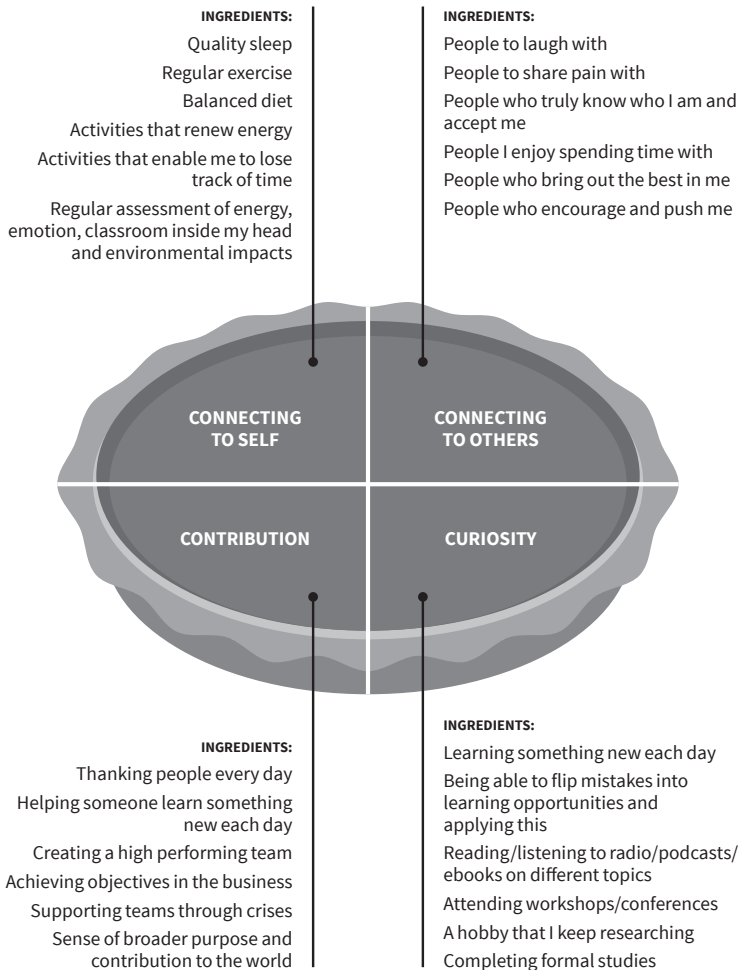 INGREDIENTS:
Quality sleep
Regular exercise
Balanced diet
Activities that renew energy
Activities that enable me to lose
track of time
Regular assessment of energy,
emotion, classroom inside my head
and environmental impacts
INGREDIENTS:
People to laugh with
People to share pain with
People who truly know who I am and
accept me
People I enjoy spending time with
People who bring out the best in me
People who encourage and push me
CONNECTING
TO SELF
CONNECTING
TO OTHERS
CONTRIBUTION
CURIOSITY
INGREDIENTS:
Thanking people every day
Helping someone learn something
new each day
Creating a high performing team
Achieving objectives in the business
Supporting teams through crises
Sense of broader purpose and
contribution to the world
INGREDIENTS:
Learning something new each day
Being able to flip mistakes into
learning opportunities and
applying this
Reading/listening to radio/podcasts/
ebooks on different topics
Attending workshops/conferences
A hobby that I keep researching
Completing formal studies